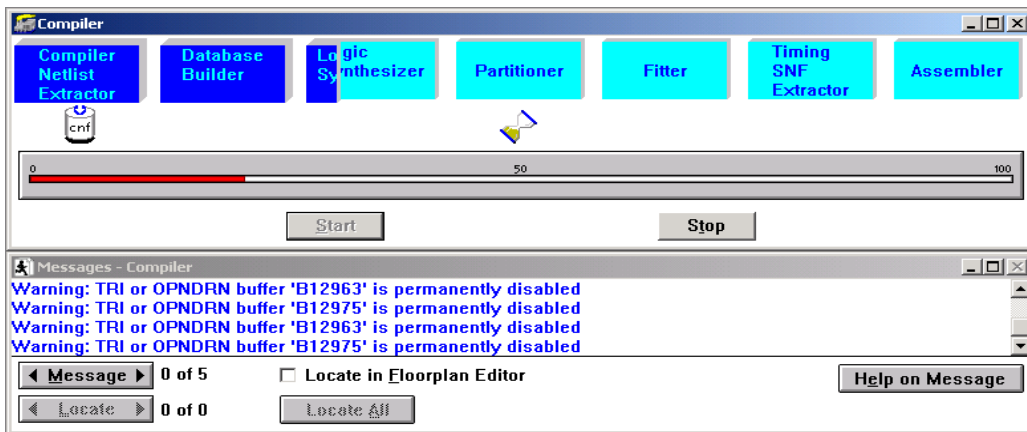 Compiler
Compiler Netlist Extractor
Database Builder
Logic Synthesizer
Partitioner
Fitter
Timing SNF Extractor
Assembler
cnf
0 50 100
Start Stop
Messages - Compiler
Warning: TRI or OPNDRN buffer 'B12963' is permanently disabled
Warning: TRI or OPNDRN buffer 'B12975' is permanently disabled
Warning: TRI or OPNDRN buffer 'B12963' is permanently disabled
Warning: TRI or OPNDRN buffer 'B12975' is permanently disabled
Message 0 of 5 Locate in Floorplan Editor Help on Message
Locate 0 of 0 Locate All